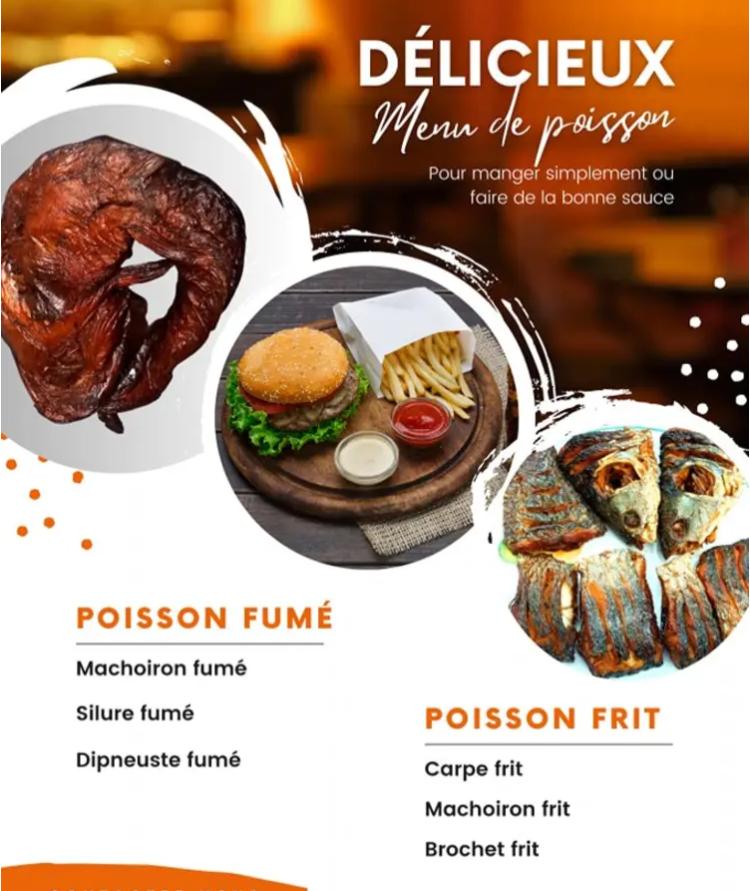 DÉLICIEUX
Menu de poisson
Pour manger simplement ou
faire de la bonne sauce
POISSON FUMÉ
Machoiron fumé
Silure fumé
Dipneuste fumé
POISSON FRIT
Carpe frit
Machoiron frit
Brochet frit